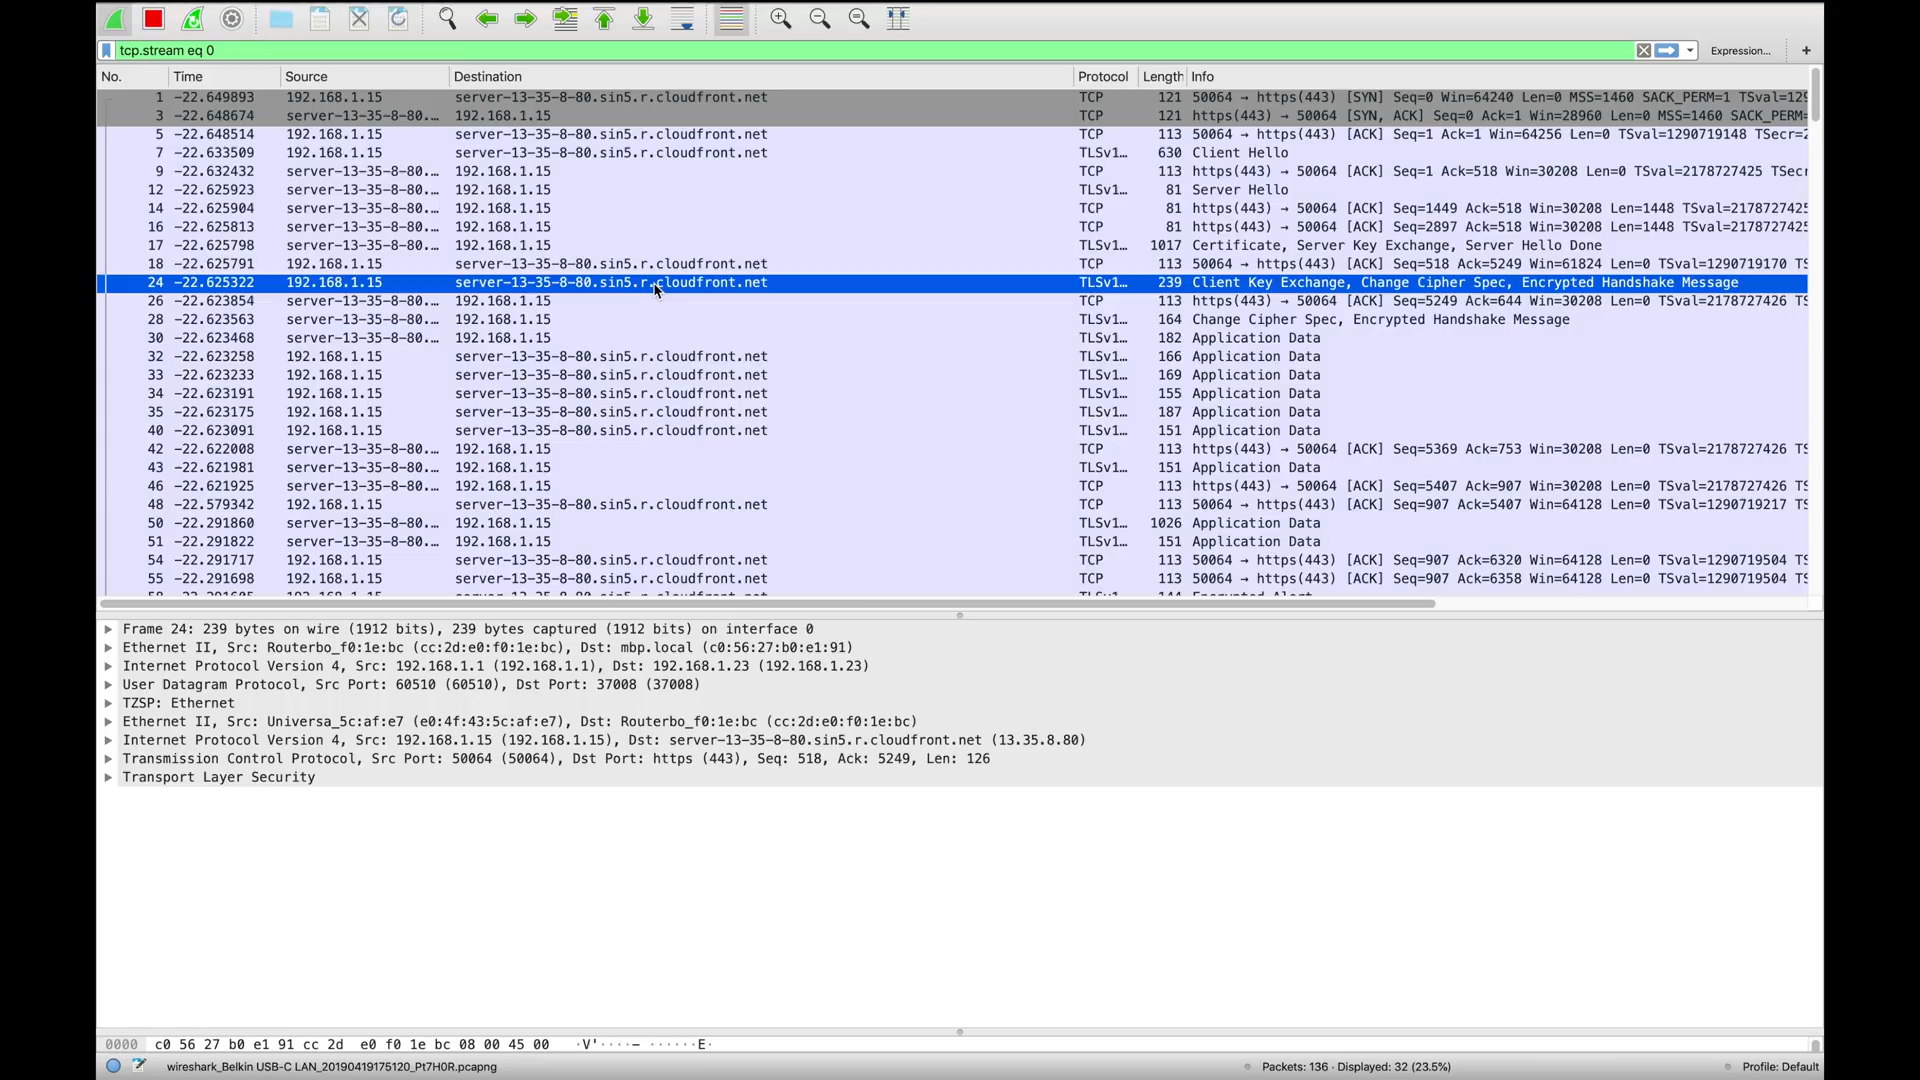 tcp.stream eq 0 Expression... +
No. Time Source Destination Protocol Length Info
1 -22.649893 192.168.1.15 server-13-35-8-80.sin5.r.cloudfront.net TCP 121 50064 → https(443) [SYN] Seq=0 Win=64240 Len=0 MSS=1460 SACK_PERM=1 TSval=129
3 -22.648674 server-13-35-8-80.… 192.168.1.15 TCP 121 https(443) → 50064 [SYN, ACK] Seq=0 Ack=1 Win=28960 Len=0 MSS=1460 SACK_PERM=
5 -22.648514 192.168.1.15 server-13-35-8-80.sin5.r.cloudfront.net TCP 113 50064 → https(443) [ACK] Seq=1 Ack=1 Win=64256 Len=0 TSval=1290719148 TSecr=2
7 -22.633509 192.168.1.15 server-13-35-8-80.sin5.r.cloudfront.net TLSv1… 630 Client Hello
9 -22.632432 server-13-35-8-80.… 192.168.1.15 TCP 113 https(443) → 50064 [ACK] Seq=1 Ack=518 Win=30208 Len=0 TSval=2178727425 TSecr
12 -22.625923 server-13-35-8-80.… 192.168.1.15 TLSv1… 81 Server Hello
14 -22.625904 server-13-35-8-80.… 192.168.1.15 TCP 81 https(443) → 50064 [ACK] Seq=1449 Ack=518 Win=30208 Len=1448 TSval=2178727425
16 -22.625813 server-13-35-8-80.… 192.168.1.15 TCP 81 https(443) → 50064 [ACK] Seq=2897 Ack=518 Win=30208 Len=1448 TSval=2178727425
17 -22.625798 server-13-35-8-80.… 192.168.1.15 TLSv1… 1017 Certificate, Server Key Exchange, Server Hello Done
18 -22.625791 192.168.1.15 server-13-35-8-80.sin5.r.cloudfront.net TCP 113 50064 → https(443) [ACK] Seq=518 Ack=5249 Win=61824 Len=0 TSval=1290719170 TS
24 -22.625322 192.168.1.15 server-13-35-8-80.sin5.r.cloudfront.net TLSv1… 239 Client Key Exchange, Change Cipher Spec, Encrypted Handshake Message
26 -22.623854 server-13-35-8-80.… 192.168.1.15 TCP 113 https(443) → 50064 [ACK] Seq=5249 Ack=644 Win=30208 Len=0 TSval=2178727426 TS
28 -22.623563 server-13-35-8-80.… 192.168.1.15 TLSv1… 164 Change Cipher Spec, Encrypted Handshake Message
30 -22.623468 server-13-35-8-80.… 192.168.1.15 TLSv1… 182 Application Data
32 -22.623258 192.168.1.15 server-13-35-8-80.sin5.r.cloudfront.net TLSv1… 166 Application Data
33 -22.623233 192.168.1.15 server-13-35-8-80.sin5.r.cloudfront.net TLSv1… 169 Application Data
34 -22.623191 192.168.1.15 server-13-35-8-80.sin5.r.cloudfront.net TLSv1… 155 Application Data
35 -22.623175 192.168.1.15 server-13-35-8-80.sin5.r.cloudfront.net TLSv1… 187 Application Data
40 -22.623091 192.168.1.15 server-13-35-8-80.sin5.r.cloudfront.net TLSv1… 151 Application Data
42 -22.622008 server-13-35-8-80.… 192.168.1.15 TCP 113 https(443) → 50064 [ACK] Seq=5369 Ack=753 Win=30208 Len=0 TSval=2178727426 TS
43 -22.621981 server-13-35-8-80.… 192.168.1.15 TLSv1… 151 Application Data
46 -22.621925 server-13-35-8-80.… 192.168.1.15 TCP 113 https(443) → 50064 [ACK] Seq=5407 Ack=907 Win=30208 Len=0 TSval=2178727426 TS
48 -22.579342 192.168.1.15 server-13-35-8-80.sin5.r.cloudfront.net TCP 113 50064 → https(443) [ACK] Seq=907 Ack=5407 Win=64128 Len=0 TSval=1290719217 TS
50 -22.291860 server-13-35-8-80.… 192.168.1.15 TLSv1… 1026 Application Data
51 -22.291822 server-13-35-8-80.… 192.168.1.15 TLSv1… 151 Application Data
54 -22.291717 192.168.1.15 server-13-35-8-80.sin5.r.cloudfront.net TCP 113 50064 → https(443) [ACK] Seq=907 Ack=6320 Win=64128 Len=0 TSval=1290719504 TS
55 -22.291698 192.168.1.15 server-13-35-8-80.sin5.r.cloudfront.net TCP 113 50064 → https(443) [ACK] Seq=907 Ack=6358 Win=64128 Len=0 TSval=1290719504 TS
Frame 24: 239 bytes on wire (1912 bits), 239 bytes captured (1912 bits) on interface 0
Ethernet II, Src: Routerbo_f0:1e:bc (cc:2d:e0:f0:1e:bc), Dst: mbp.local (c0:56:27:b0:e1:91)
Internet Protocol Version 4, Src: 192.168.1.1 (192.168.1.1), Dst: 192.168.1.23 (192.168.1.23)
User Datagram Protocol, Src Port: 60510 (60510), Dst Port: 37008 (37008)
TZSP: Ethernet
Ethernet II, Src: Universa_5c:af:e7 (e0:4f:43:5c:af:e7), Dst: Routerbo_f0:1e:bc (cc:2d:e0:f0:1e:bc)
Internet Protocol Version 4, Src: 192.168.1.15 (192.168.1.15), Dst: server-13-35-8-80.sin5.r.cloudfront.net (13.35.8.80)
Transmission Control Protocol, Src Port: 50064 (50064), Dst Port: https (443), Seq: 518, Ack: 5249, Len: 126
Transport Layer Security
0000 c0 56 27 b0 e1 91 cc 2d e0 f0 1e bc 08 00 45 00 ·V'····- ······E·
wireshark_Belkin USB-C LAN_20190419175120_Pt7H0R.pcapng Packets: 136 · Displayed: 32 (23.5%) Profile: Default